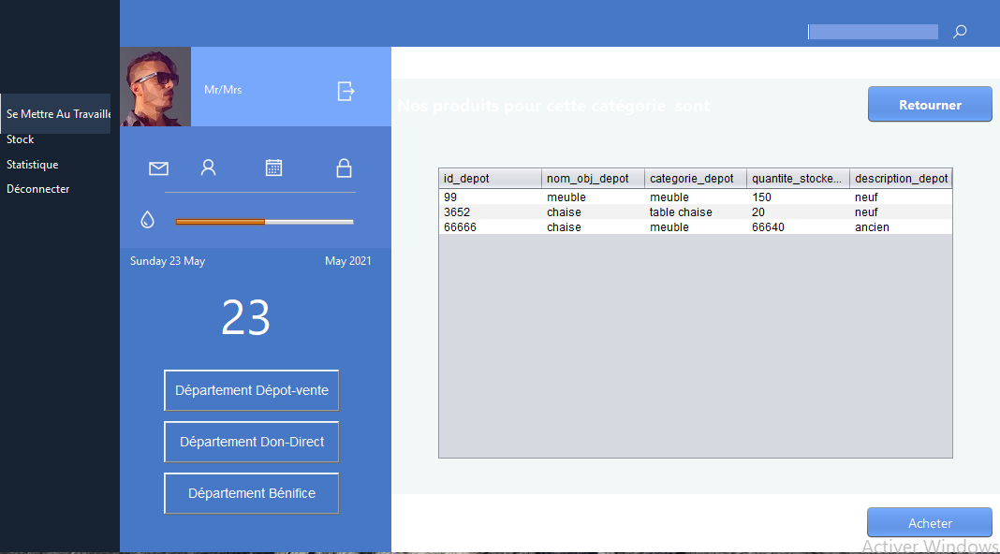 Se Mettre Au Travaille
Stock
Statistique
Déconnecter
Mr/Mrs
Sunday 23 May
May 2021
23
Département Dépot-vente
Département Don-Direct
Département Bénifice
Nos produits pour cette catégorie sont
Retourner
id_depot nom_obj_depot categorie_depot quantite_stocke... description_depot
99 meuble meuble 150 neuf
3652 chaise table chaise 20 neuf
66666 chaise meuble 66640 ancien
Acheter
Activer Windows